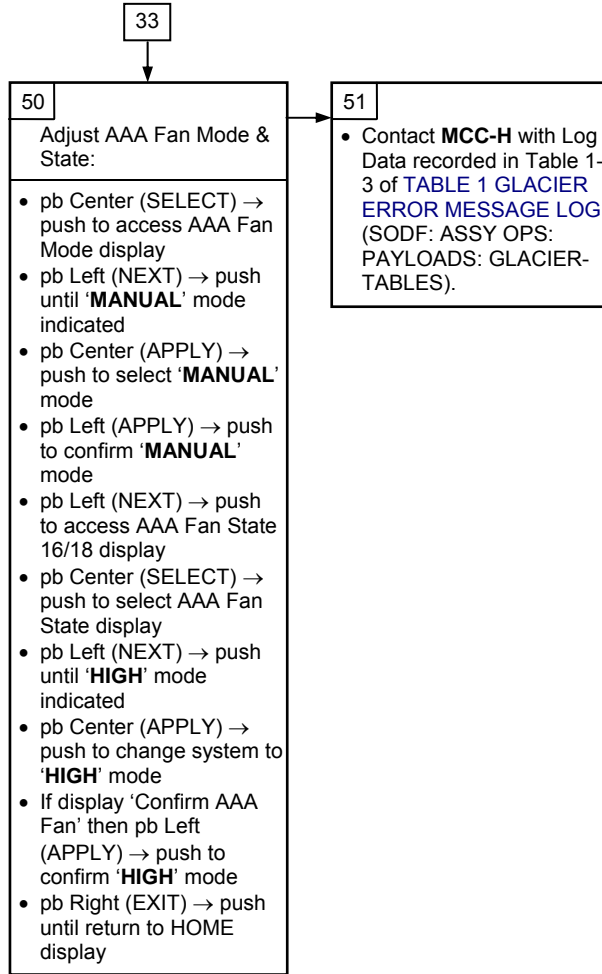 33
50
Adjust AAA Fan Mode &
State:
• pb Center (SELECT) →
push to access AAA Fan
Mode display
• pb Left (NEXT) → push
until ‘MANUAL’ mode
indicated
• pb Center (APPLY) →
push to select ‘MANUAL’
mode
• pb Left (APPLY) → push
to confirm ‘MANUAL’
mode
• pb Left (NEXT) → push
to access AAA Fan State
16/18 display
• pb Center (SELECT) →
push to select AAA Fan
State display
• pb Left (NEXT) → push
until ‘HIGH’ mode
indicated
• pb Center (APPLY) →
push to change system to
‘HIGH’ mode
• If display ‘Confirm AAA
Fan’ then pb Left
(APPLY) → push to
confirm ‘HIGH’ mode
• pb Right (EXIT) → push
until return to HOME
display
51
• Contact MCC-H with Log
Data recorded in Table 1-
3 of TABLE 1 GLACIER
ERROR MESSAGE LOG
(SODF: ASSY OPS:
PAYLOADS: GLACIER-
TABLES).